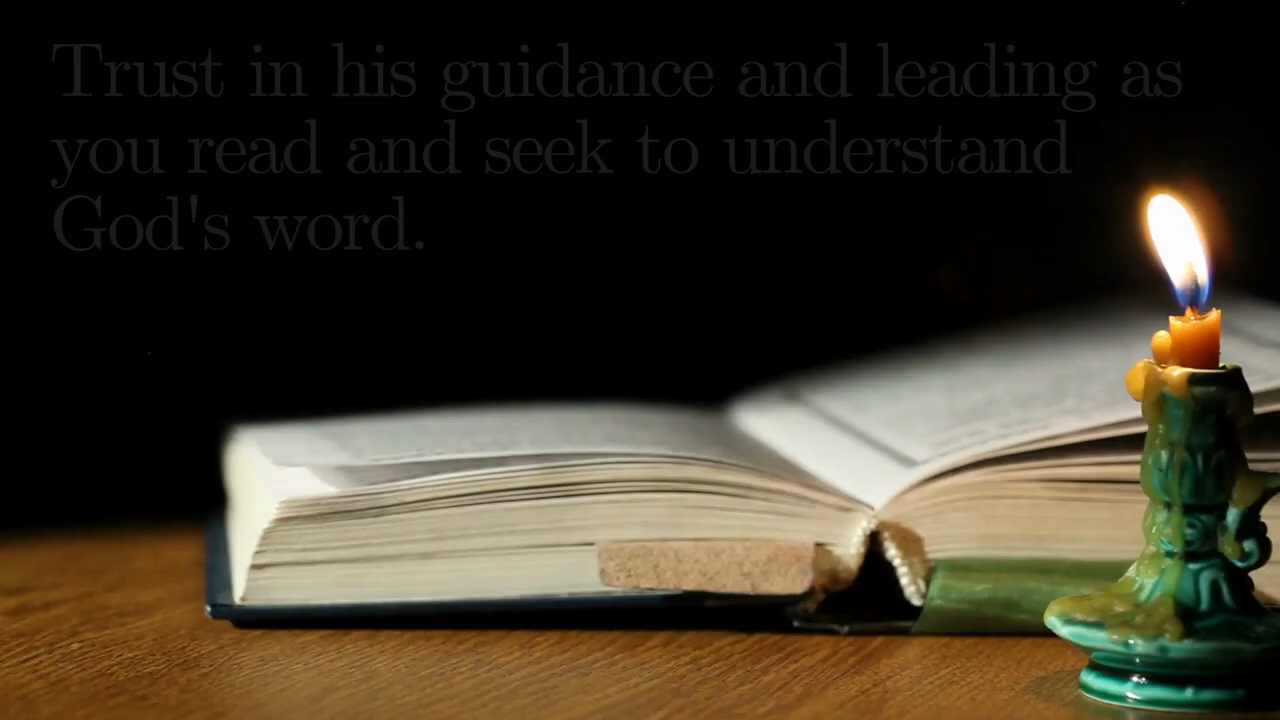 Trust in his guidance and leading as
you read and seek to understand
God's word.